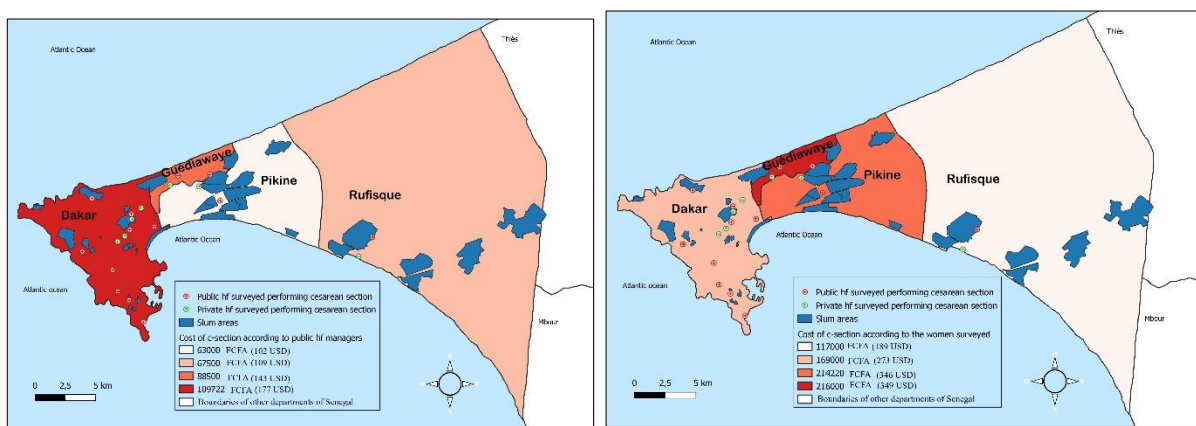 Thiès
Atlantic Ocean
Guédiawaye
Pikine
Rufisque
Dakar
Atlantic Ocean
Atlantic ocean
Mbour
Public hf surveyed performing cesarean section
Private hf surveyed performing cesarean section
Slum areas
Cost of c-section according to public hf managers
63000 FCFA (102 USD)
67500 FCFA (109 USD)
88500 FCFA (143 USD)
109722 FCFA (177 USD)
Boundaries of other departments of Senegal
0 2,5 5 km
Thiès
Atlantic Ocean
Guédiawaye
Pikine
Rufisque
Dakar
Atlantic Ocean
Atlantic ocean
Mbour
Public hf surveyed performing cesarean section
Private hf surveyed performing cesarean section
Slum areas
Cost of c-section according to the women surveyed
117000 FCFA (189 USD)
169000 FCFA (273 USD)
214220 FCFA (346 USD)
216000 FCFA (349 USD)
Boundaries of other departments of Senegal
0 2,5 5 km